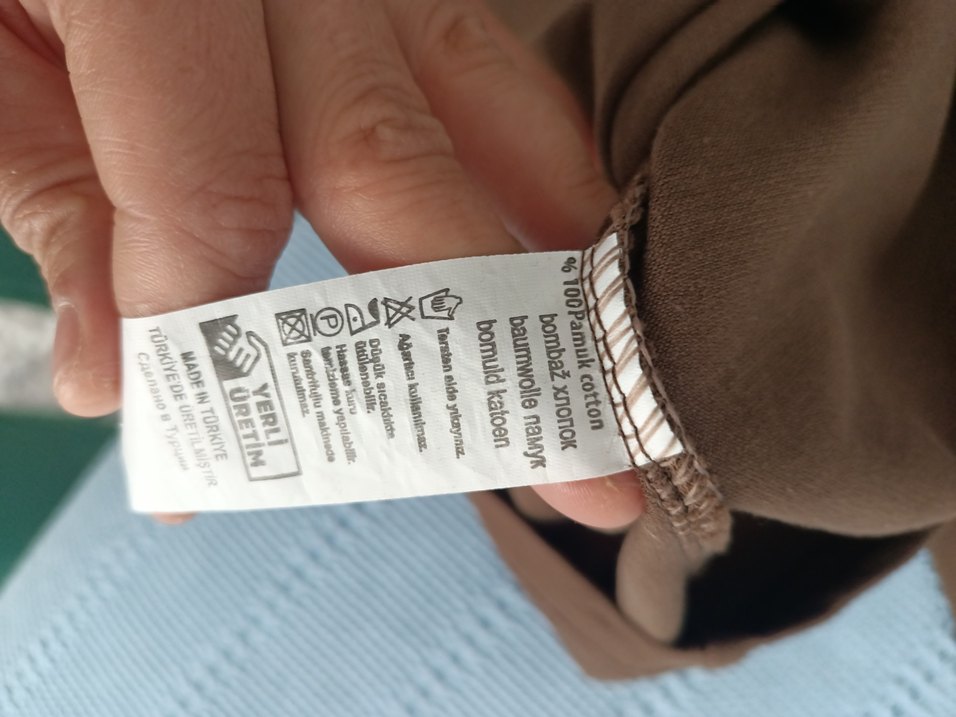 % 100Pamuk cotton
bombaž хлопок
baumwolle памук
bomuld katoen
Tersten elde yıkayınız.
Ağartıcı kullanılmaz.
Düşük sıcaklıkta
ütülenebilir.
Hassas kuru
temizleme yapılabilir.
Santrifüjlu makinede
kurutulmaz.
P
YERLİ
ÜRETİM
MADE IN TÜRKİYE
TÜRKİYE'DE ÜRETİLMİŞTİR
Сделано в Турции